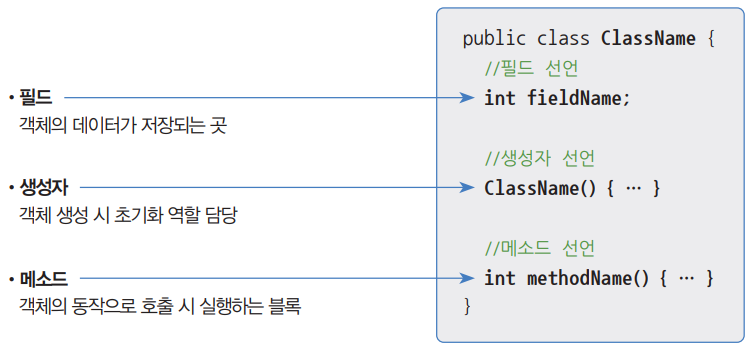 public class ClassName {
//필드 선언
• 필드
int fieldName;
객체의 데이터가 저장되는 곳
//생성자 선언
• 생성자
ClassName() { … }
객체 생성 시 초기화 역할 담당
//메소드 선언
• 메소드
int methodName() { … }
객체의 동작으로 호출 시 실행하는 블록
}